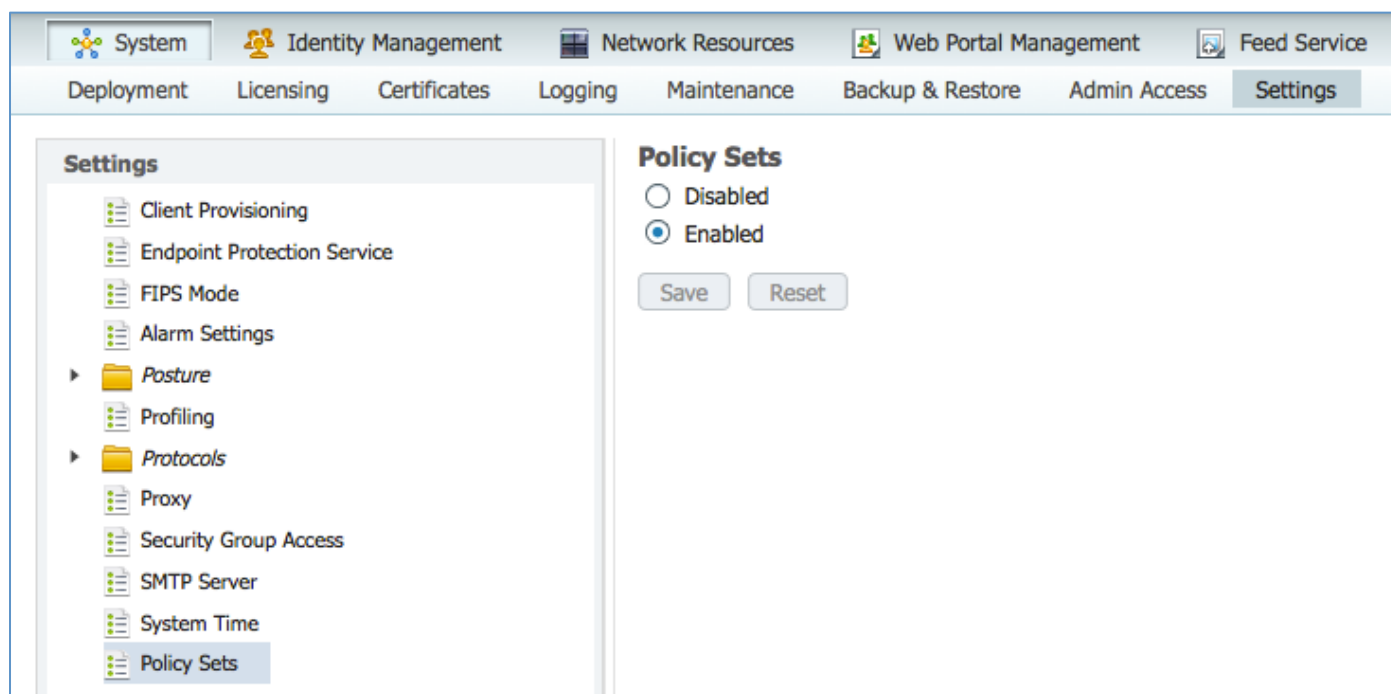 System Identity Management Network Resources Web Portal Management Feed Service
Deployment Licensing Certificates Logging Maintenance Backup & Restore Admin Access Settings
Settings
Client Provisioning
Endpoint Protection Service
FIPS Mode
Alarm Settings
Posture
Profiling
Protocols
Proxy
Security Group Access
SMTP Server
System Time
Policy Sets
Policy Sets
Disabled
Enabled
Save Reset